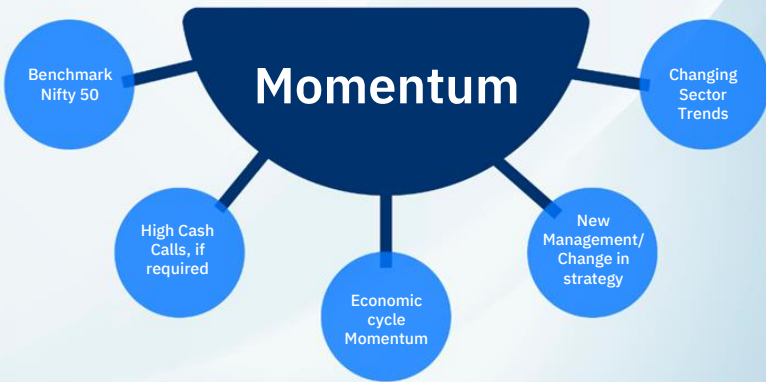 Momentum
Benchmark
Nifty 50
High Cash
Calls, if
required
Economic
cycle
Momentum
New
Management/
Change in
strategy
Changing
Sector
Trends